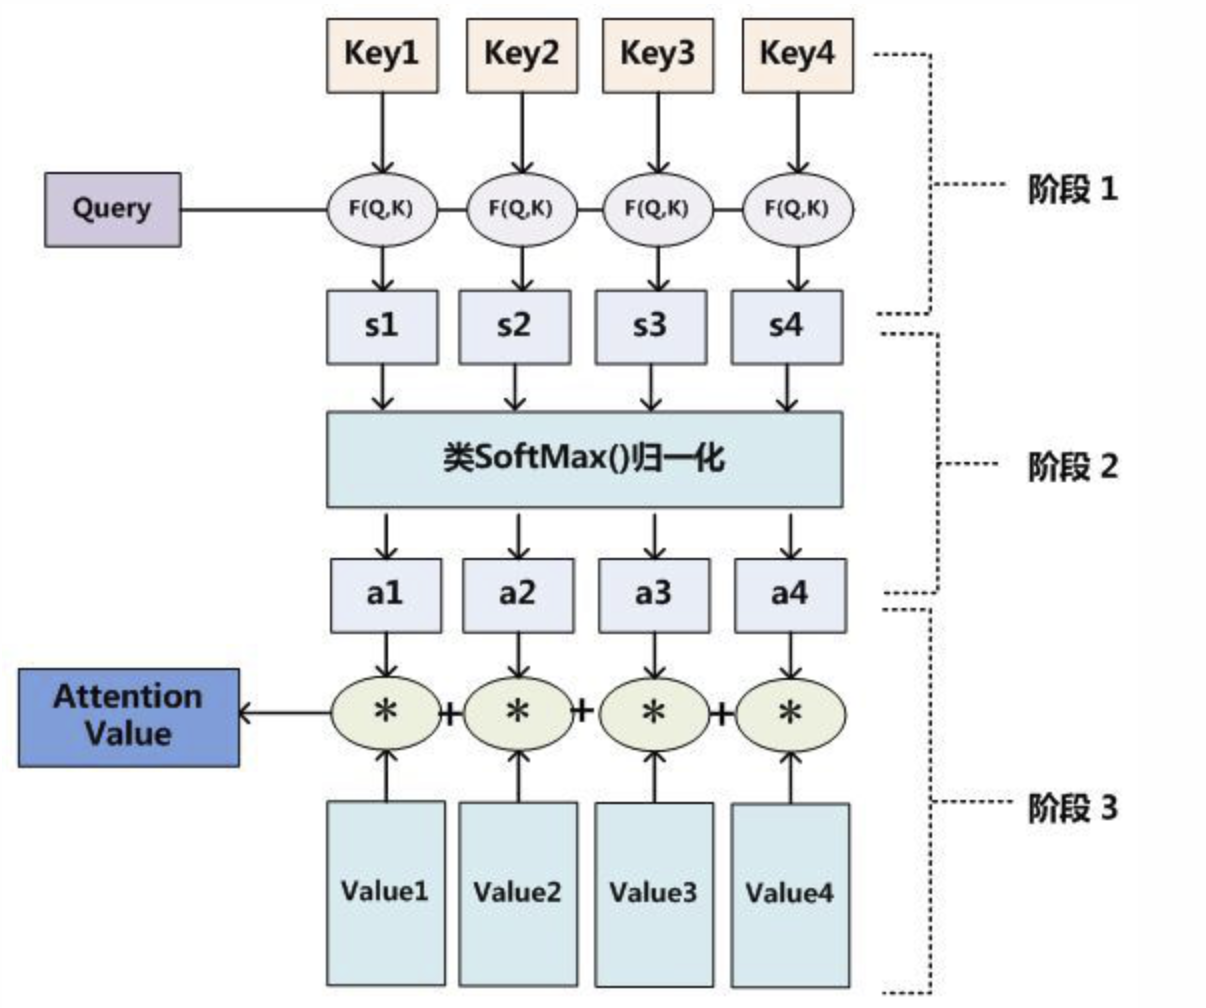 Key1 Key2 Key3 Key4
阶段 1
Query F(Q,K) F(Q,K) F(Q,K) F(Q,K)
s1 s2 s3 s4
类SoftMax()归一化
阶段 2
a1 a2 a3 a4
Attention
Value
* + * + * + *
阶段 3
Value1 Value2 Value3 Value4